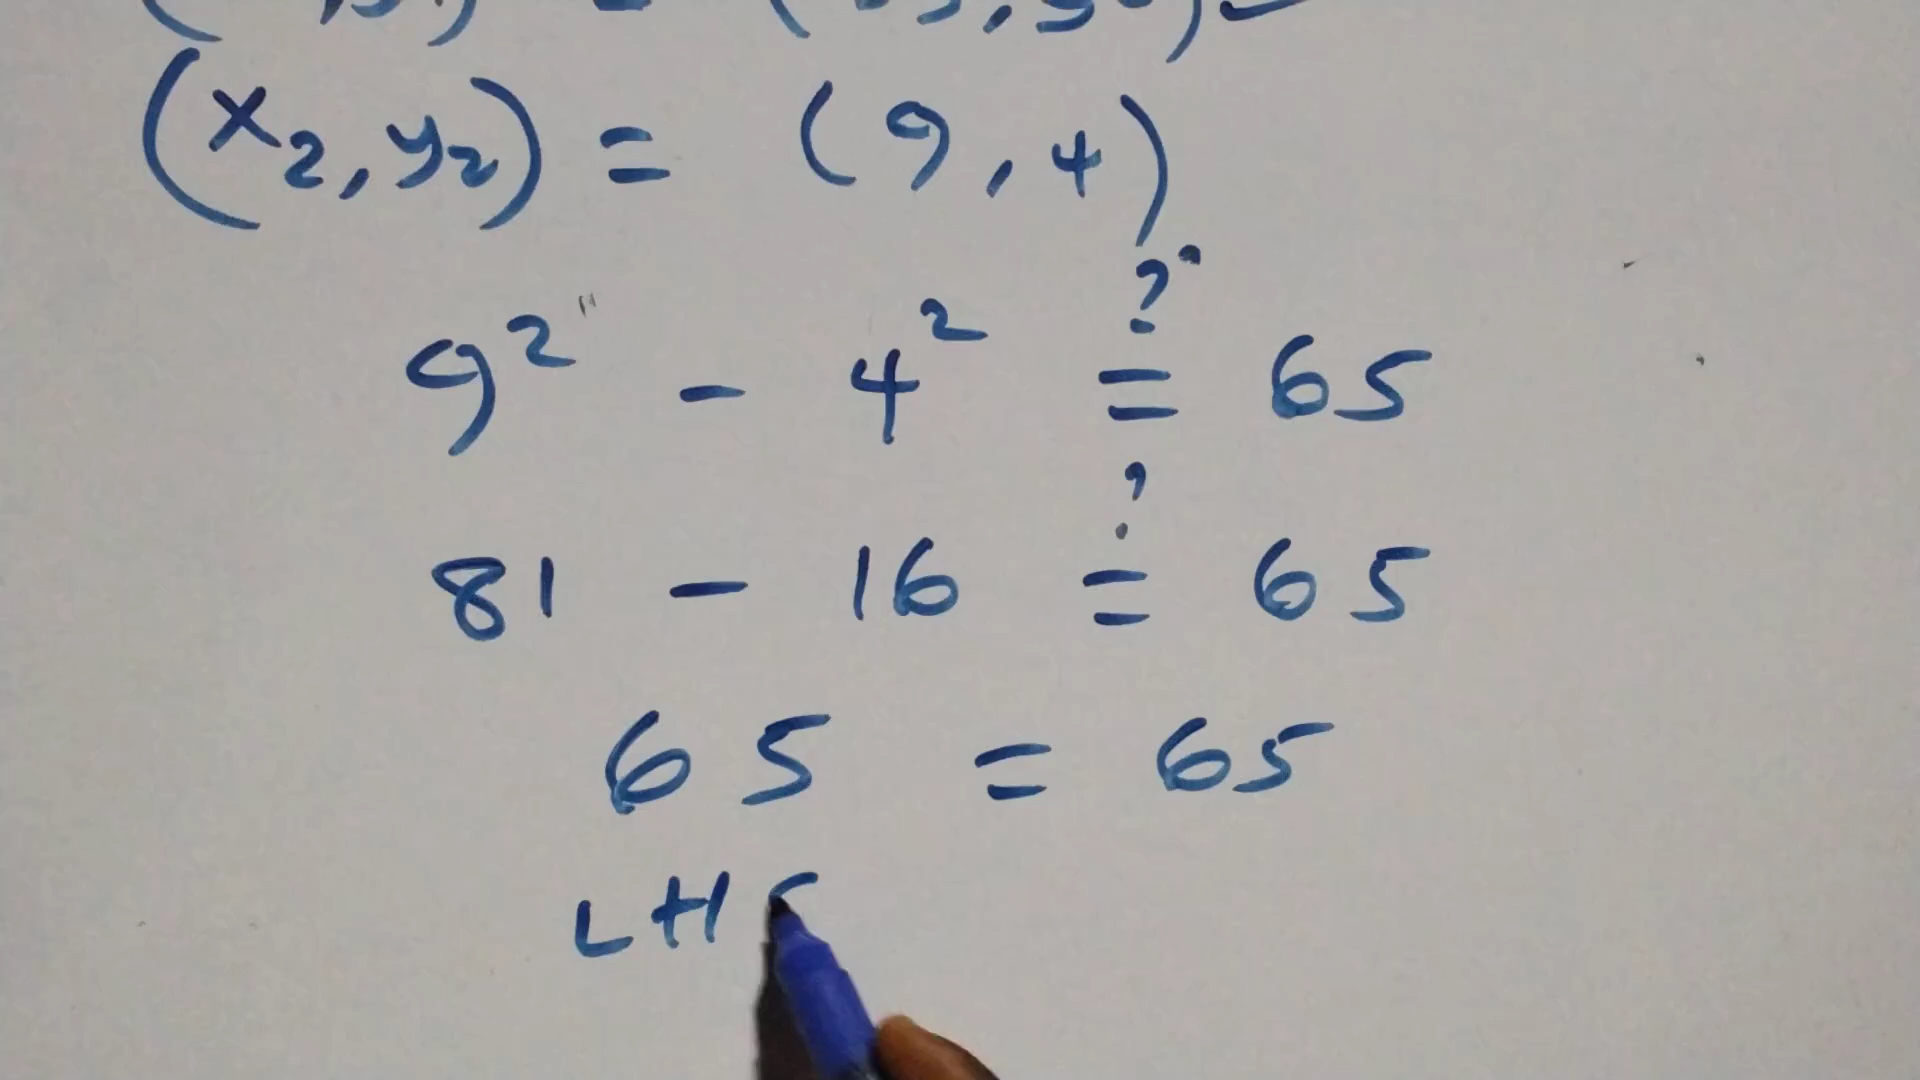 (x₂, y₂) = (9, 4)
9² - 4² =? 65
81 - 16 =? 65
65 = 65
LHS